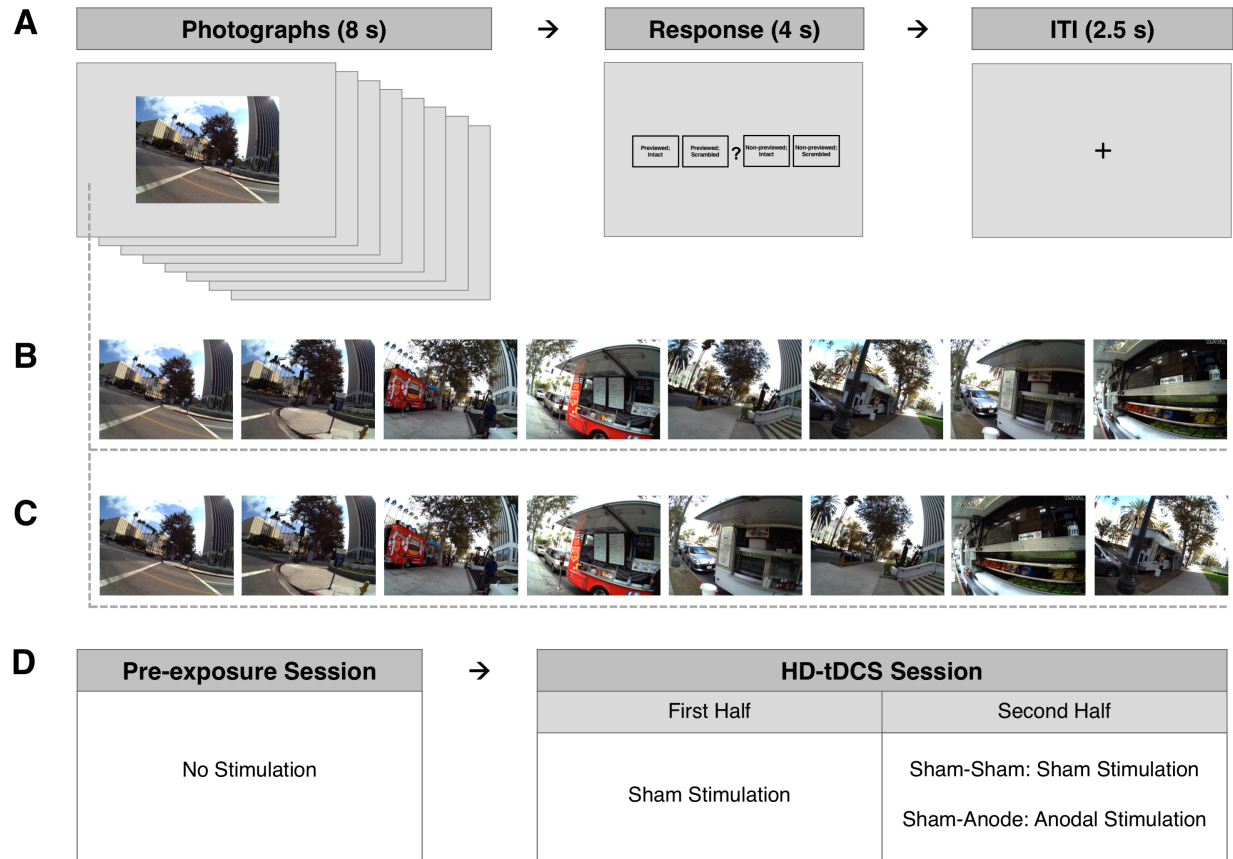 A
Photographs (8 s)
→
Response (4 s)
→
ITI (2.5 s)
Previewed;
Intact
Previewed;
Scrambled
?
Non-previewed;
Intact
Non-previewed;
Scrambled
+
B
C
D
Pre-exposure Session
→
HD-tDCS Session
First Half
Second Half
No Stimulation
Sham Stimulation
Sham-Sham: Sham Stimulation
Sham-Anode: Anodal Stimulation